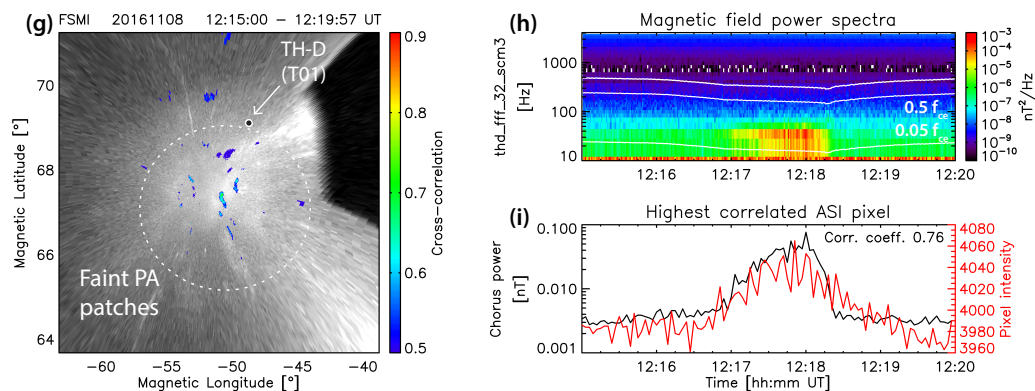 (g) FSMI 20161108 12:15:00 − 12:19:57 UT
TH-D
(T01)
Faint PA
patches
70
68
66
64
Magnetic Latitude [°]
−60 −55 −50 −45 −40
Magnetic Longitude [°]
0.9
0.8
0.7
0.6
0.5
Cross−correlation
(h) Magnetic field power spectra
thd_fff_32_scm3
[Hz]
1000
100
10
0.5 fce
0.05 fce
12:16 12:17 12:18 12:19 12:20
10−3
10−4
10−5
10−6
10−7
10−8
10−9
10−10
nT2/Hz
(i) Highest correlated ASI pixel
Corr. coeff. 0.76
Chorus power
[nT]
0.100
0.010
0.001
4080
4060
4040
4020
4000
3980
3960
Pixel intensity
12:16 12:17 12:18 12:19 12:20
Time [hh:mm UT]